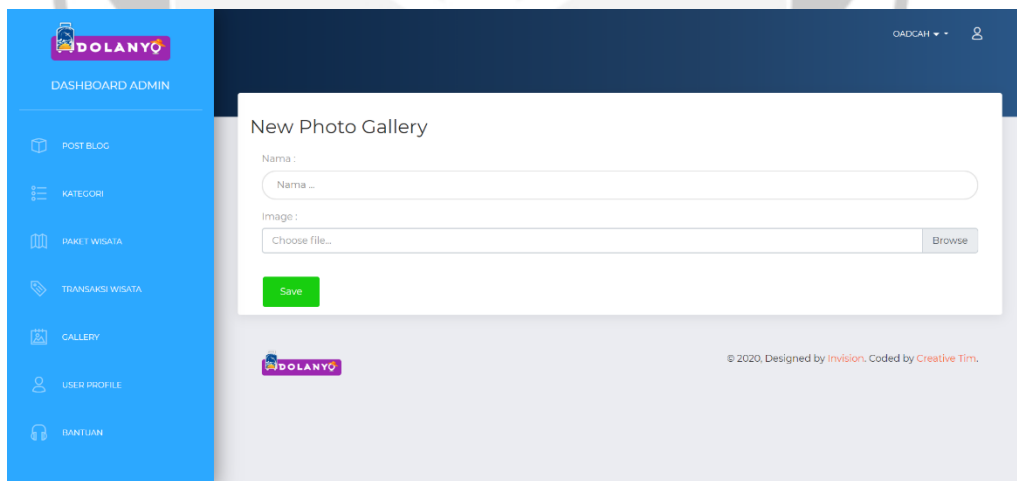 DOLANYO
DASHBOARD ADMIN
POST BLOG
KATEGORI
PAKET WISATA
TRANSAKSI WISATA
GALLERY
USER PROFILE
BANTUAN
OADCAH
New Photo Gallery
Nama :
Nama ...
Image :
Choose file... Browse
Save
DOLANYO
© 2020, Designed by Invision. Coded by Creative Tim.